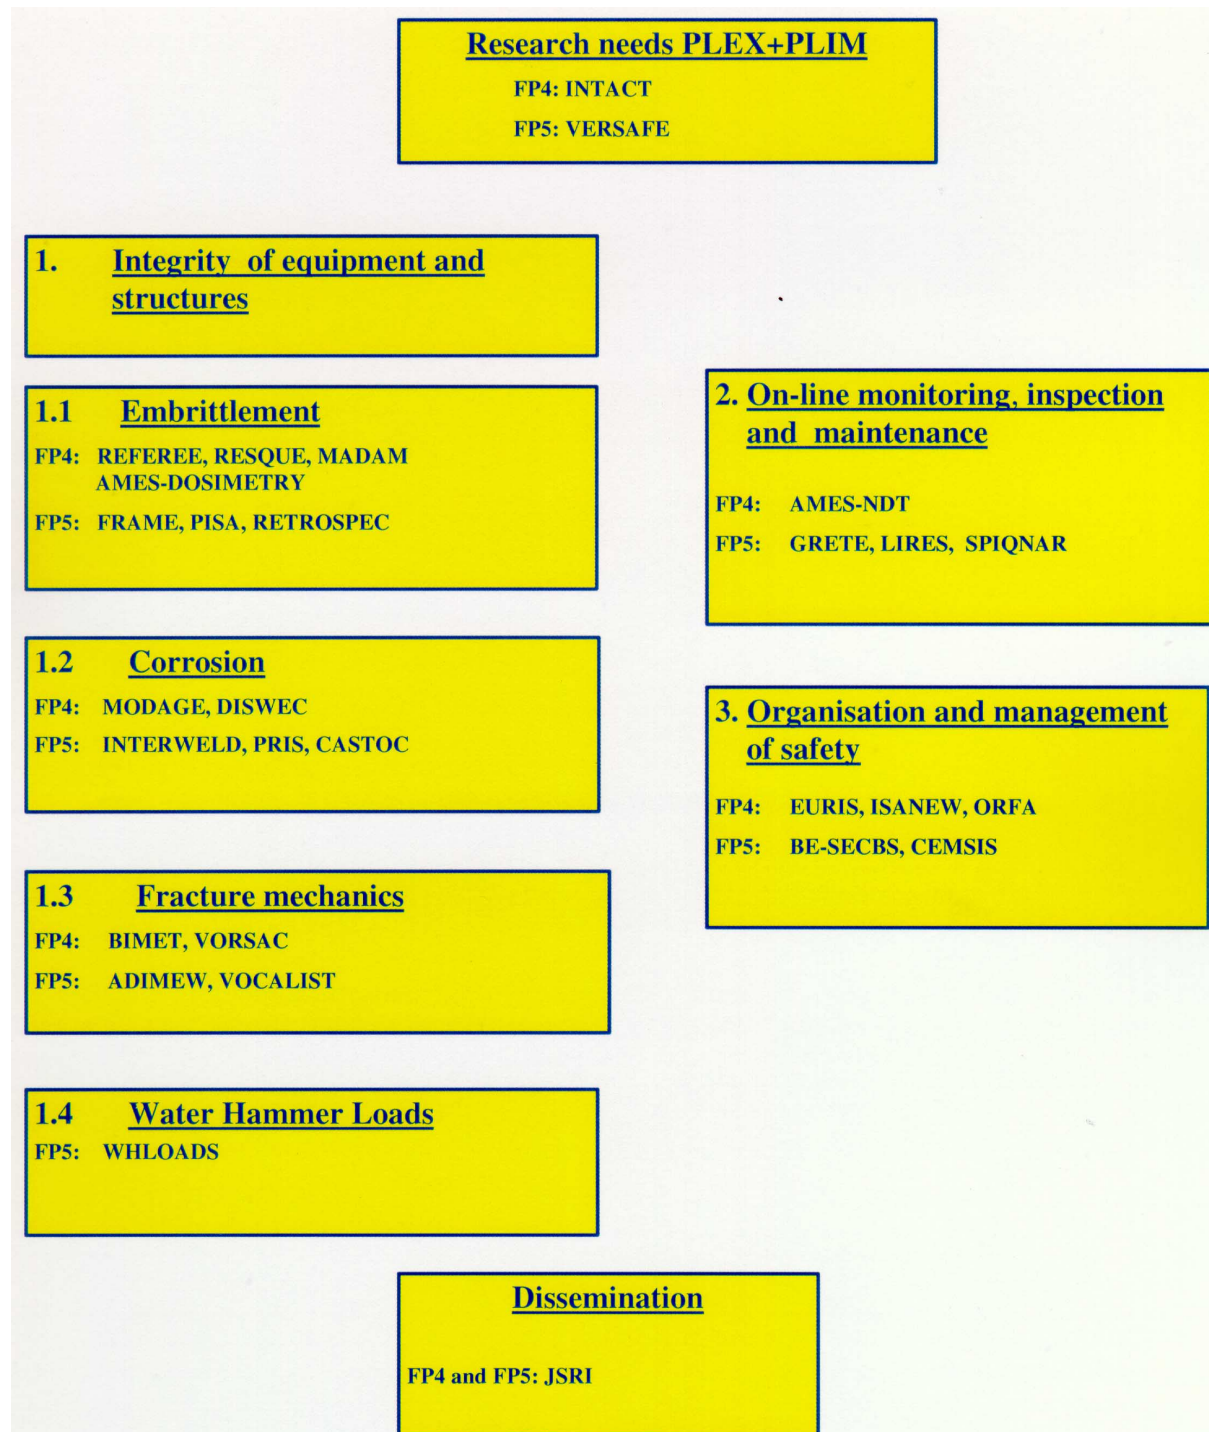 Research needs PLEX+PLIM
FP4: INTACT
FP5: VERSAFE
1. Integrity of equipment and
structures
1.1 Embrittlement
FP4: REFEREE, RESQUE, MADAM
AMES-DOSIMETRY
FP5: FRAME, PISA, RETROSPEC
1.2 Corrosion
FP4: MODAGE, DISWEC
FP5: INTERWELD, PRIS, CASTOC
1.3 Fracture mechanics
FP4: BIMET, VORSAC
FP5: ADIMEW, VOCALIST
1.4 Water Hammer Loads
FP5: WHLOADS
2. On-line monitoring, inspection
and maintenance
FP4: AMES-NDT
FP5: GRETE, LIRES, SPIQNAR
3. Organisation and management
of safety
FP4: EURIS, ISANEW, ORFA
FP5: BE-SECBS, CEMSIS
Dissemination
FP4 and FP5: JSRI